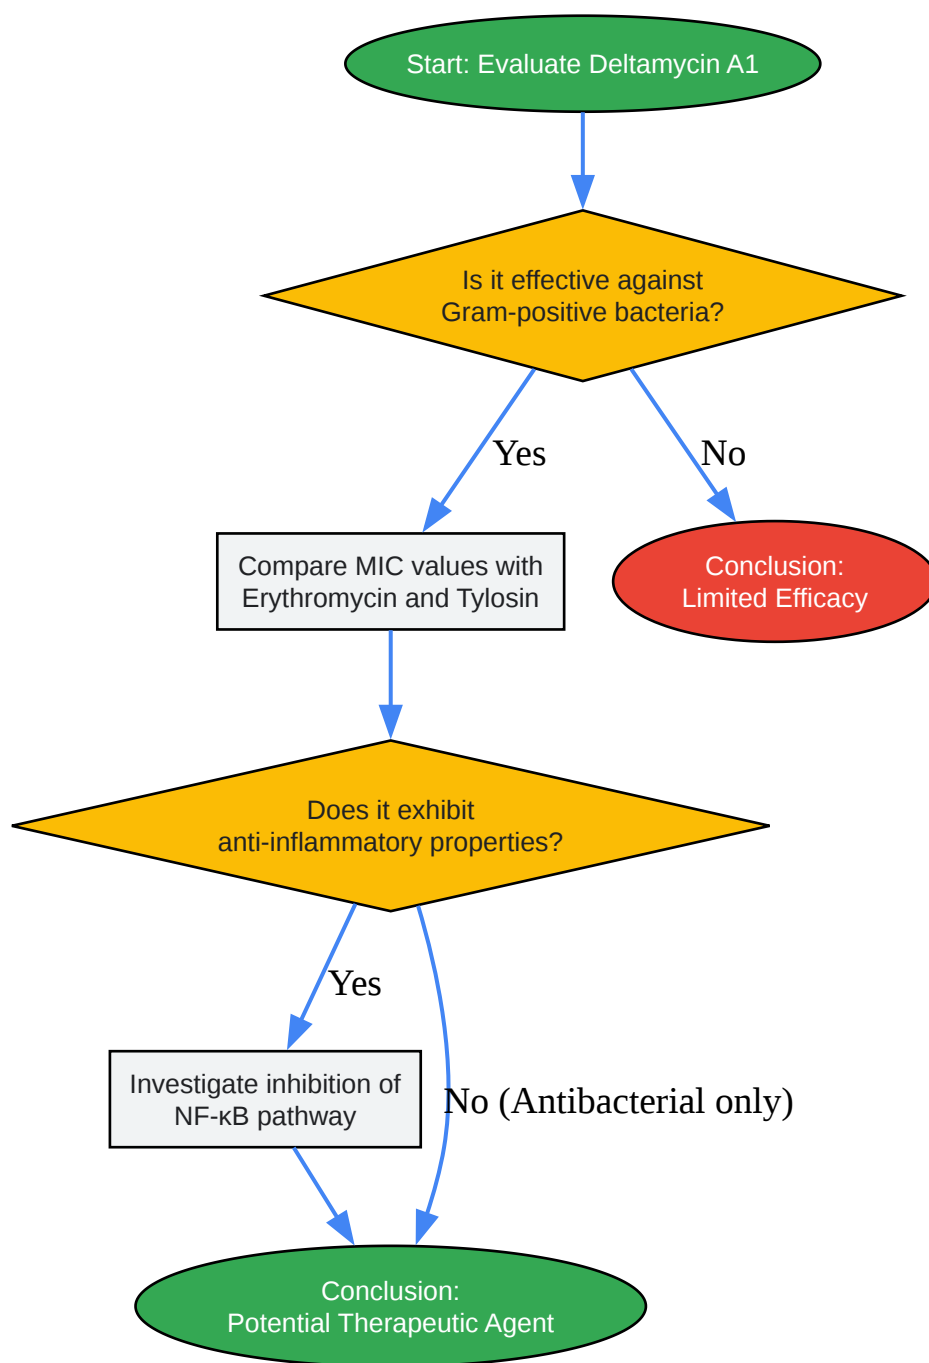 Start: Evaluate Deltamycin A1
Is it effective against
Gram-positive bacteria?
Yes
No
Compare MIC values with
Erythromycin and Tylosin
Conclusion:
Limited Efficacy
Does it exhibit
anti-inflammatory properties?
Yes
Investigate inhibition of
NF-κB pathway
No (Antibacterial only)
Conclusion:
Potential Therapeutic Agent